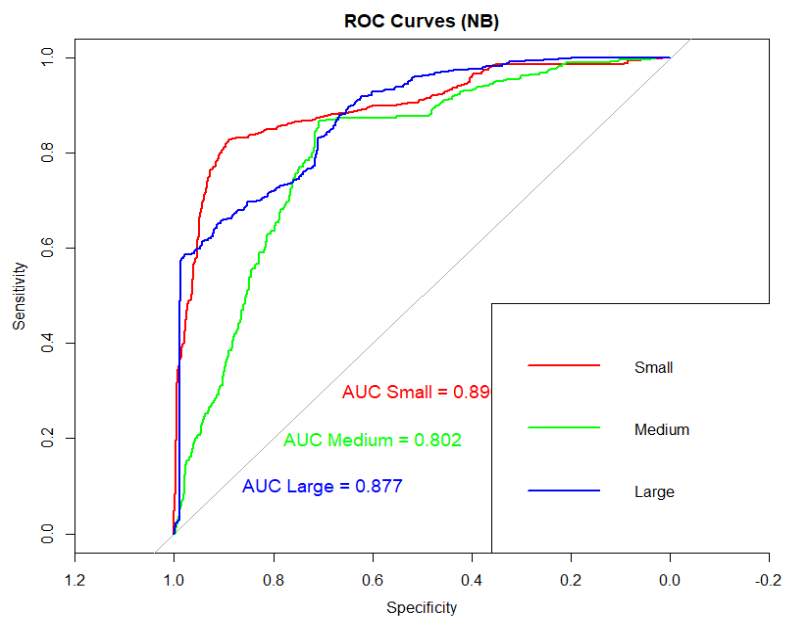 ROC Curves (NB)
1.0
0.8
0.6
0.4
0.2
0.0
Sensitivity
AUC Small = 0.89
AUC Medium = 0.802
AUC Large = 0.877
Small
Medium
Large
1.2 1.0 0.8 0.6 0.4 0.2 0.0 -0.2
Specificity